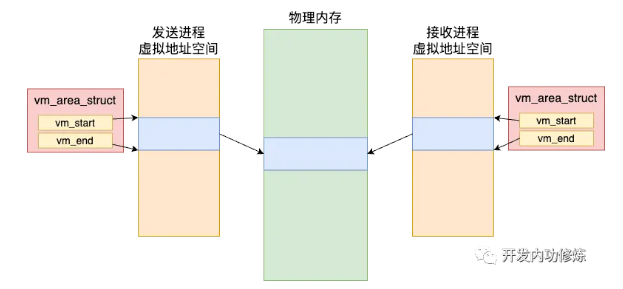 物理内存
发送进程
虚拟地址空间
接收进程
虚拟地址空间
vm_area_struct
vm_start
vm_end
vm_area_struct
vm_start
vm_end
开发内功修炼